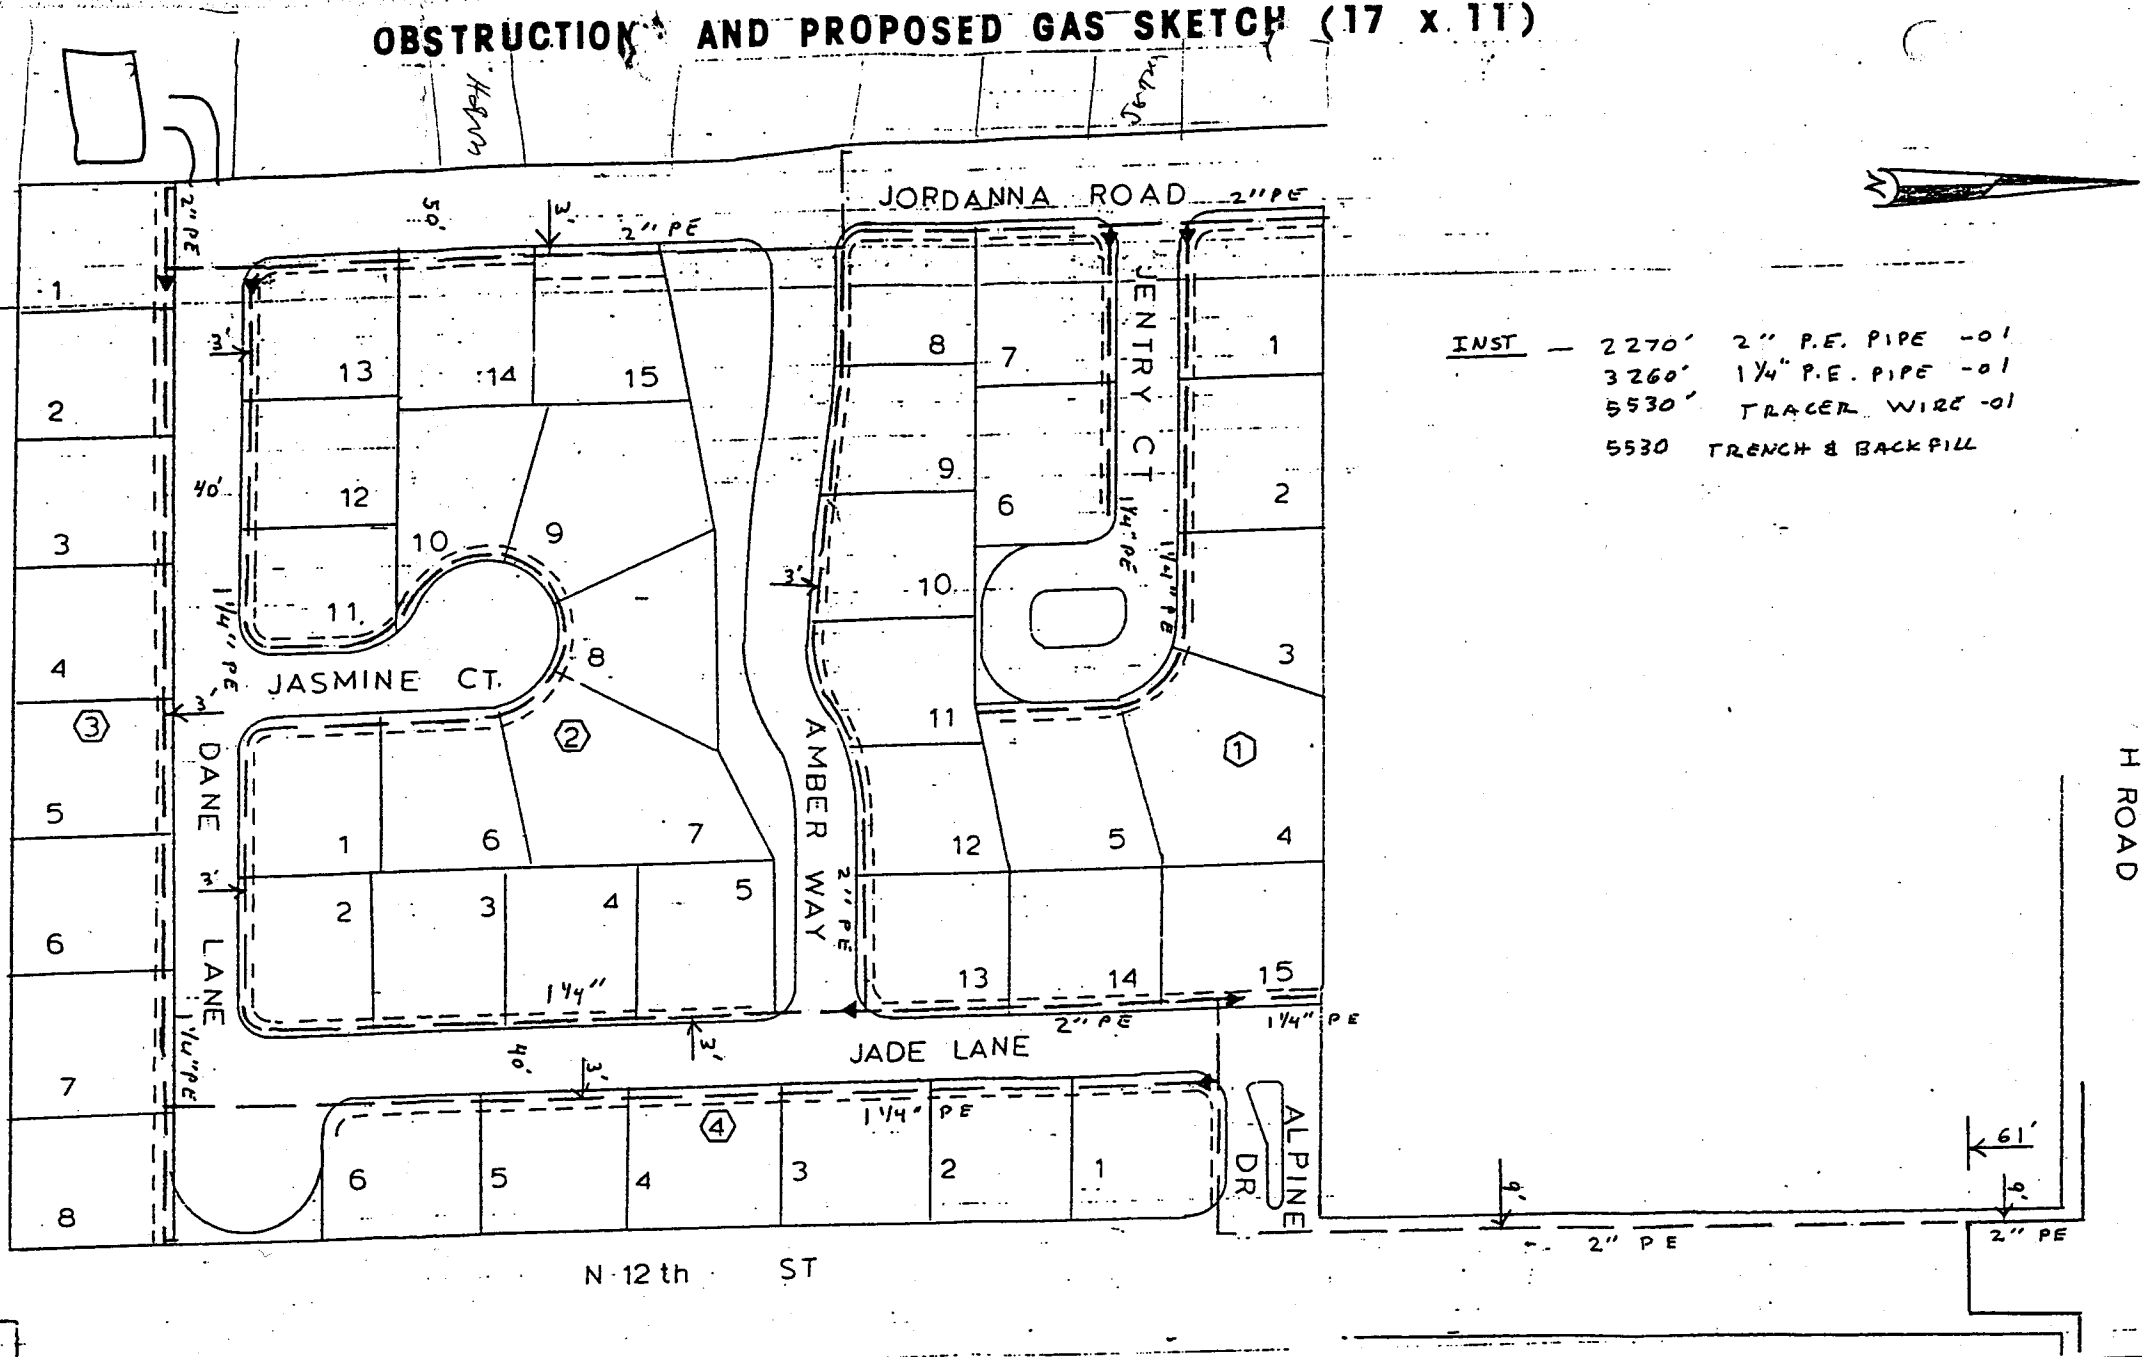 OBSTRUCTION AND PROPOSED GAS SKETCH (17 x 11)
JORDANNA ROAD
2" PE
2" PE
50'
3'
2" PE
1
2
3
4
3
5
6
7
8
3'
40'
13
14
15
12
11
10
9
8
1 1/4" PE
JASMINE CT.
3'
2
DANE LANE
3'
1
6
7
2
3
4
5
1 1/4"
1 1/4" PE
40'
3'
3'
AMBER WAY
2" PE
3'
8
7
9
6
10
11
12
5
13
14
15
JENTRY CT
1 1/4" PE
1 1/4" PE
1
2
3
1
4
2" PE
1 1/4" PE
JADE LANE
1 1/4" PE
4
6
5
4
3
2
1
ALPINE DR
N 12th ST
INST — 2270' 2" P.E. PIPE -01
3260' 1 1/4" P.E. PIPE -01
5530' TRACER WIRE -01
5530 TRENCH & BACKFILL
N
H ROAD
61'
9'
9'
2" PE
2" PE